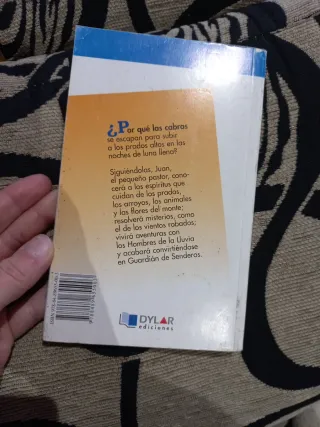 ¿Por qué las cabras
se escapan para subir
a los prados altos en las
noches de luna llena?
Siguiéndolas, Juan,
el pequeño pastor, cono-
cerá a los espíritus que
cuidan de los prados,
los arroyos, los animales
y las flores del monte;
resolverá misterios, como
el de los vientos robados;
vivirá aventuras con
los Hombres de la Lluvia
y acabará convirtiéndose
en Guardián de Senderos.
DYLAR
ediciones